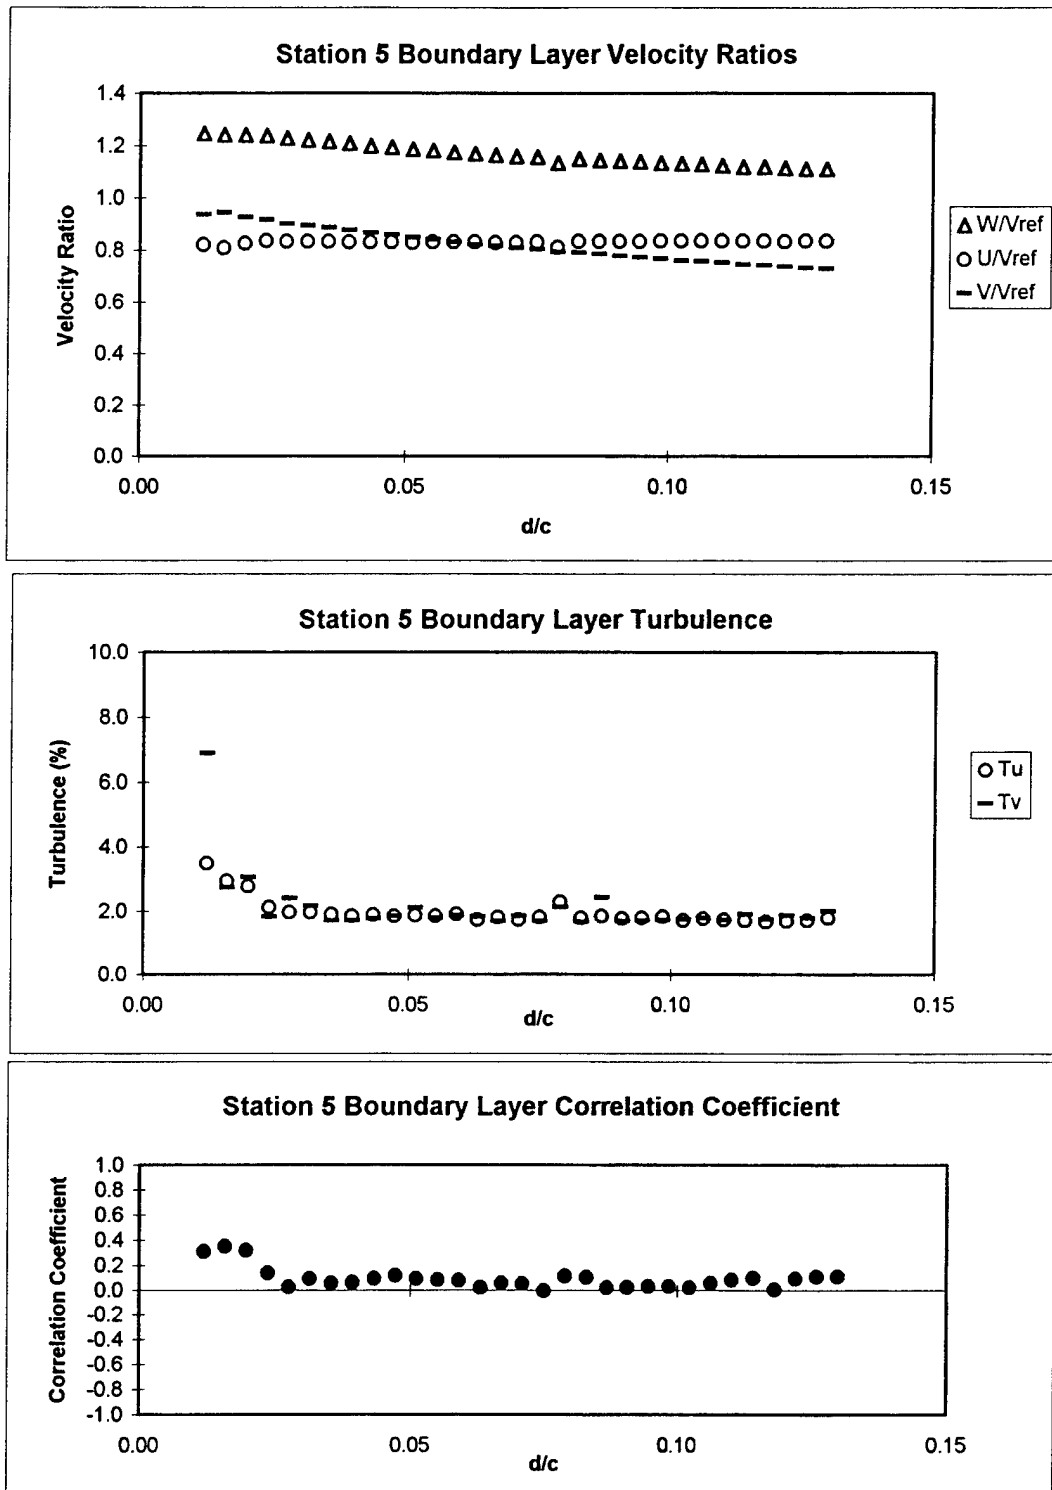 Station 5 Boundary Layer Velocity Ratios
1.4
1.2
1.0
0.8
0.6
0.4
0.2
0.0
Velocity Ratio
0.00 0.05 0.10 0.15
d/c
W/Vref
U/Vref
V/Vref
Station 5 Boundary Layer Turbulence
10.0
8.0
6.0
4.0
2.0
0.0
Turbulence (%)
0.00 0.05 0.10 0.15
d/c
Tu
Tv
Station 5 Boundary Layer Correlation Coefficient
1.0
0.8
0.6
0.4
0.2
0.0
-0.2
-0.4
-0.6
-0.8
-1.0
Correlation Coefficient
0.00 0.05 0.10 0.15
d/c